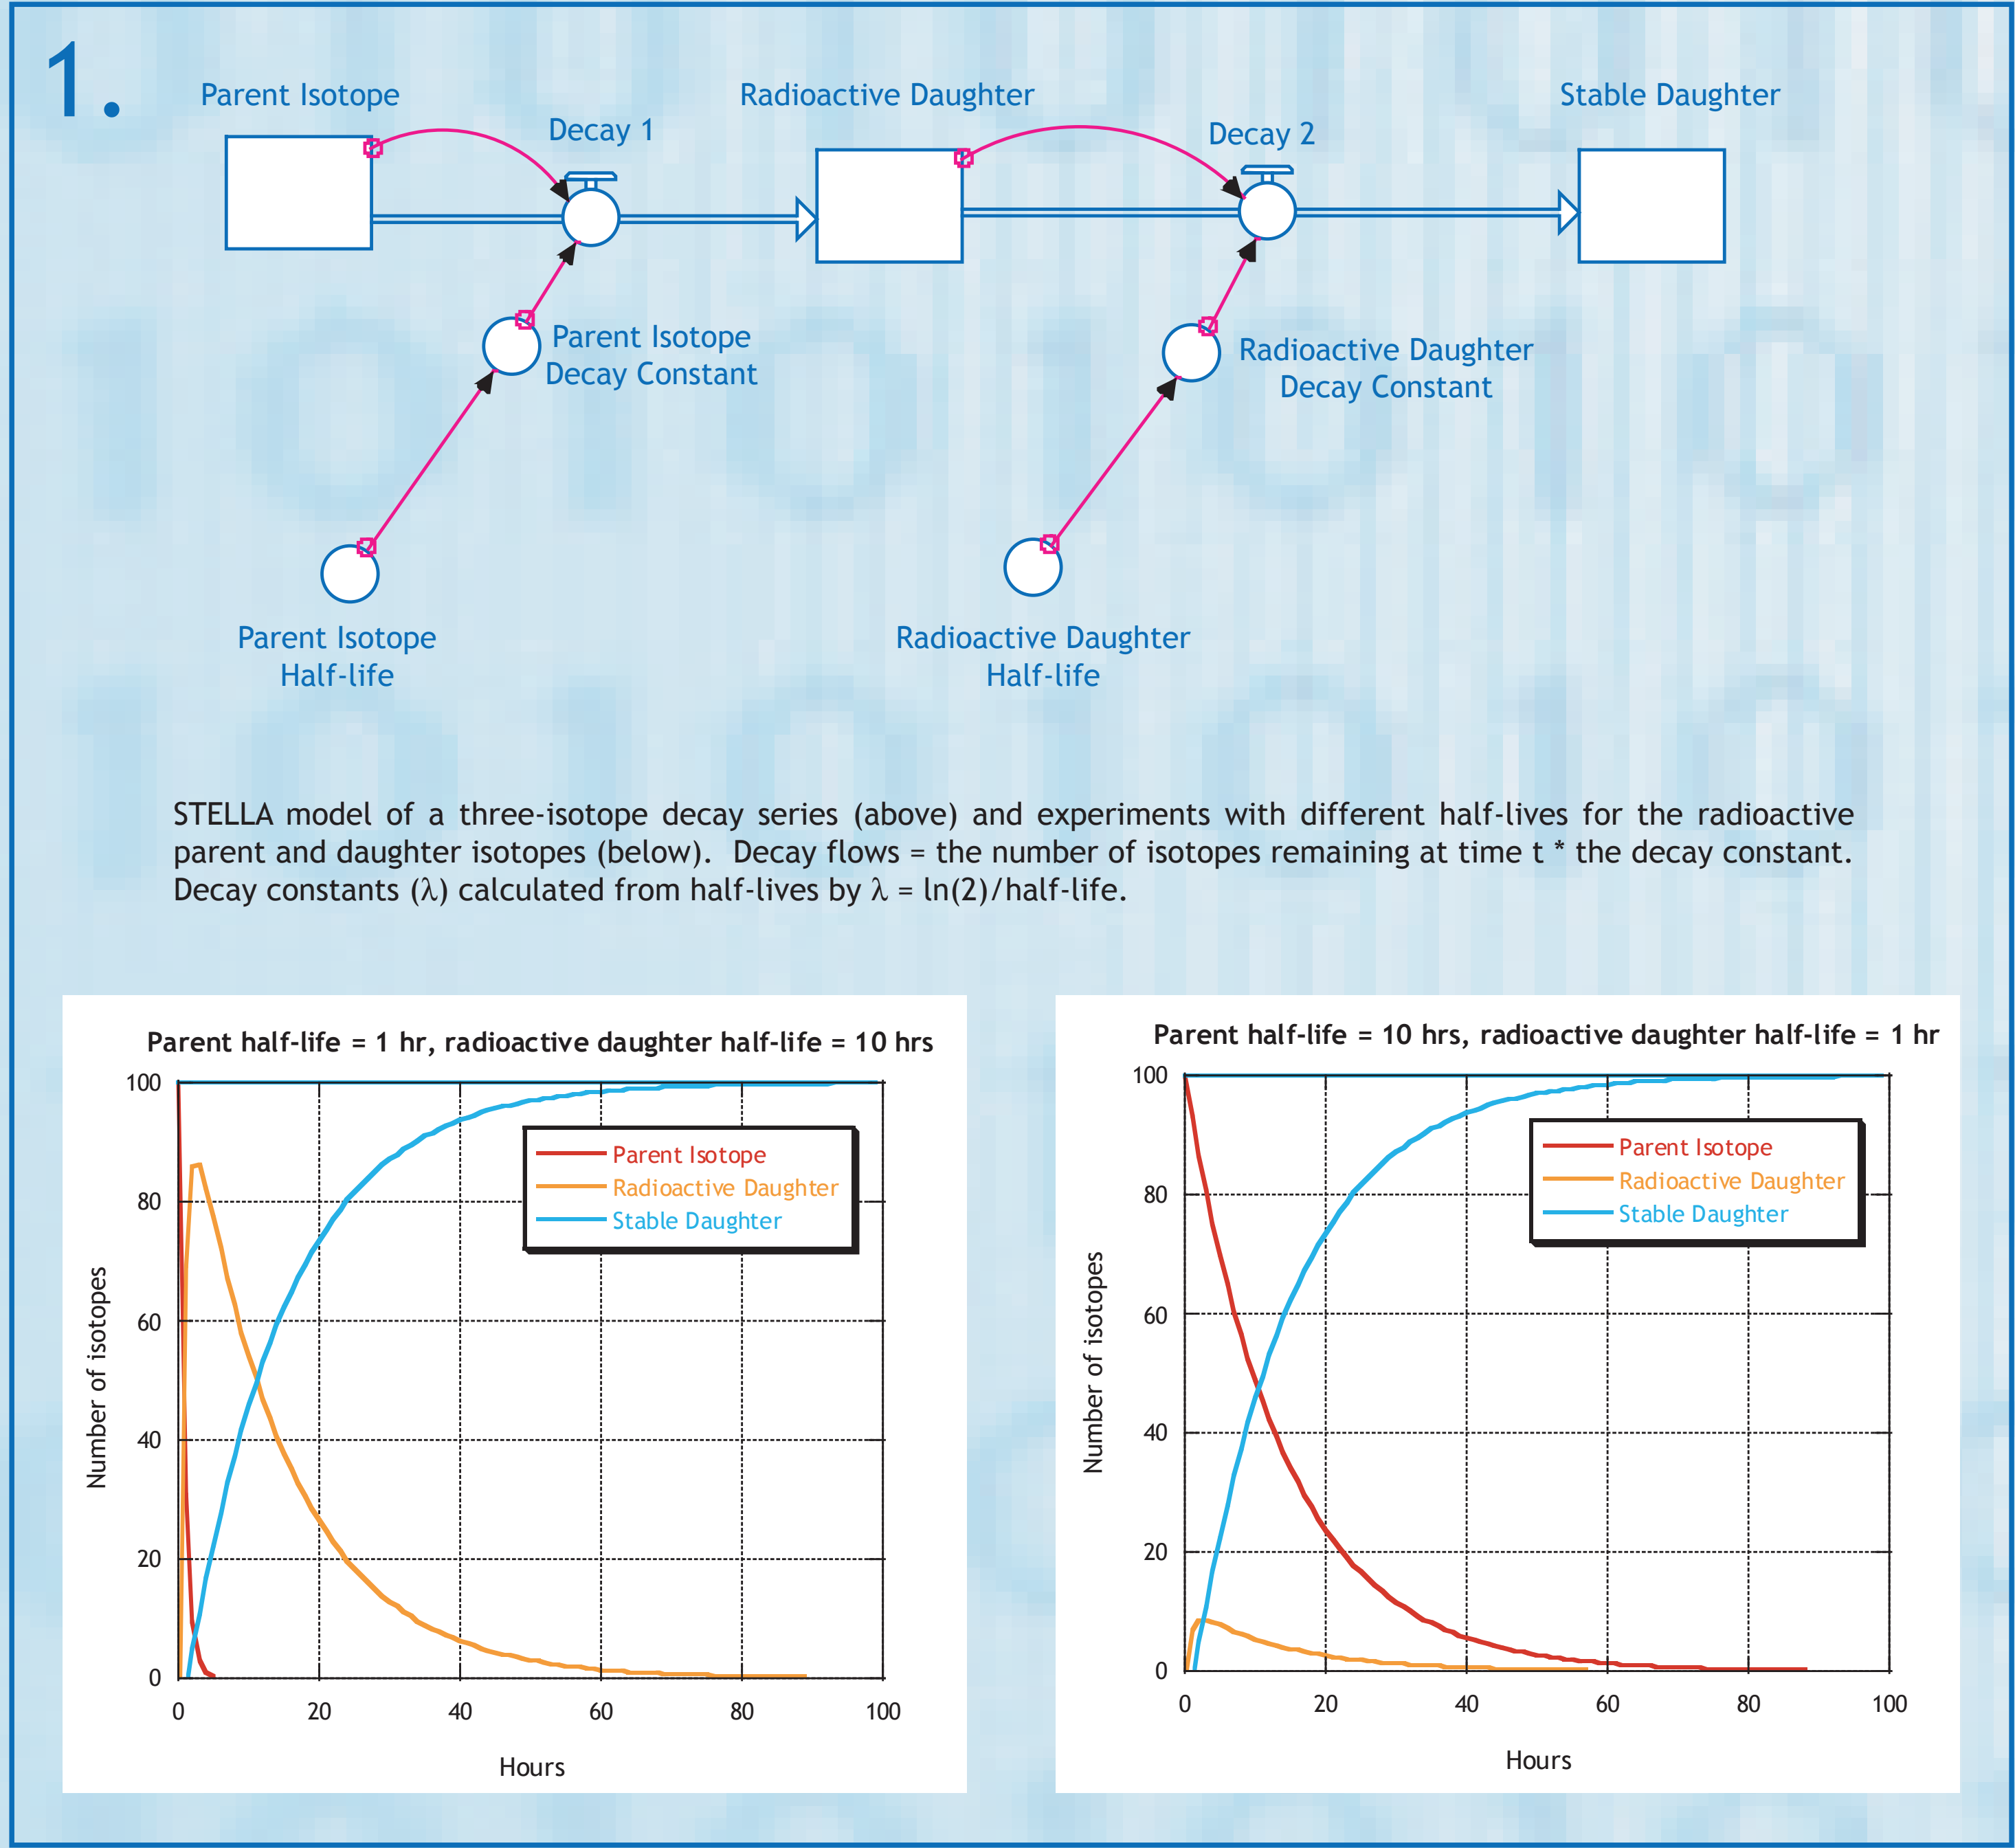 1.
Parent Isotope
Decay 1
Radioactive Daughter
Decay 2
Stable Daughter
Parent Isotope
Decay Constant
Radioactive Daughter
Decay Constant
Parent Isotope
Half-life
Radioactive Daughter
Half-life
STELLA model of a three-isotope decay series (above) and experiments with different half-lives for the radioactive
parent and daughter isotopes (below). Decay flows = the number of isotopes remaining at time t * the decay constant.
Decay constants (λ) calculated from half-lives by λ = ln(2)/half-life.
Parent half-life = 1 hr, radioactive daughter half-life = 10 hrs
100
80
60
40
20
0
Number of isotopes
Parent Isotope
Radioactive Daughter
Stable Daughter
0 20 40 60 80 100
Hours
Parent half-life = 10 hrs, radioactive daughter half-life = 1 hr
100
80
60
40
20
0
Number of isotopes
Parent Isotope
Radioactive Daughter
Stable Daughter
0 20 40 60 80 100
Hours